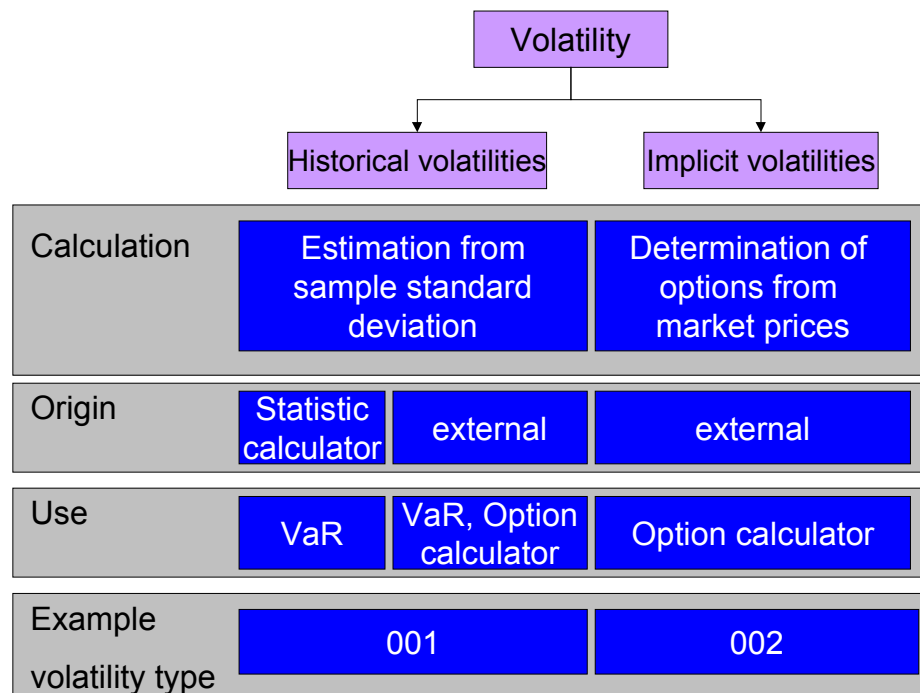 Volatility
Historical volatilities
Implicit volatilities
Calculation
Estimation from
sample standard
deviation
Determination of
options from
market prices
Origin
Statistic
calculator
external
external
Use
VaR
VaR, Option
calculator
Option calculator
Example
volatility type
001
002